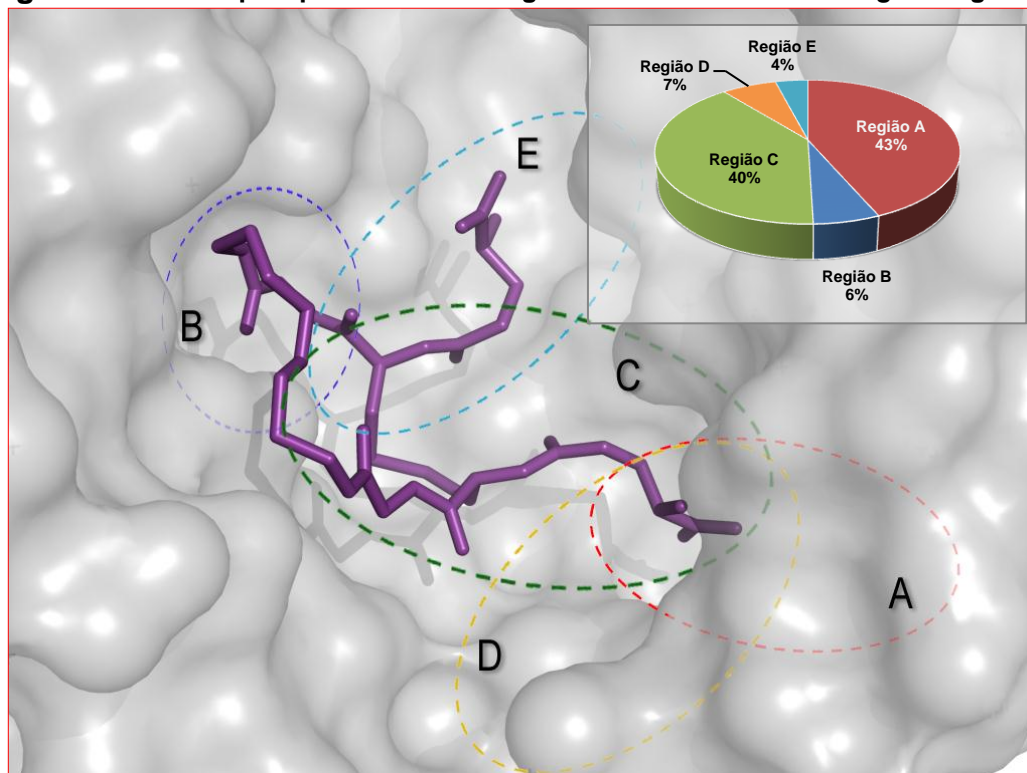 Região E
4%
Região D
7%
Região A
43%
Região C
40%
Região B
6%
E
B
C
A
D